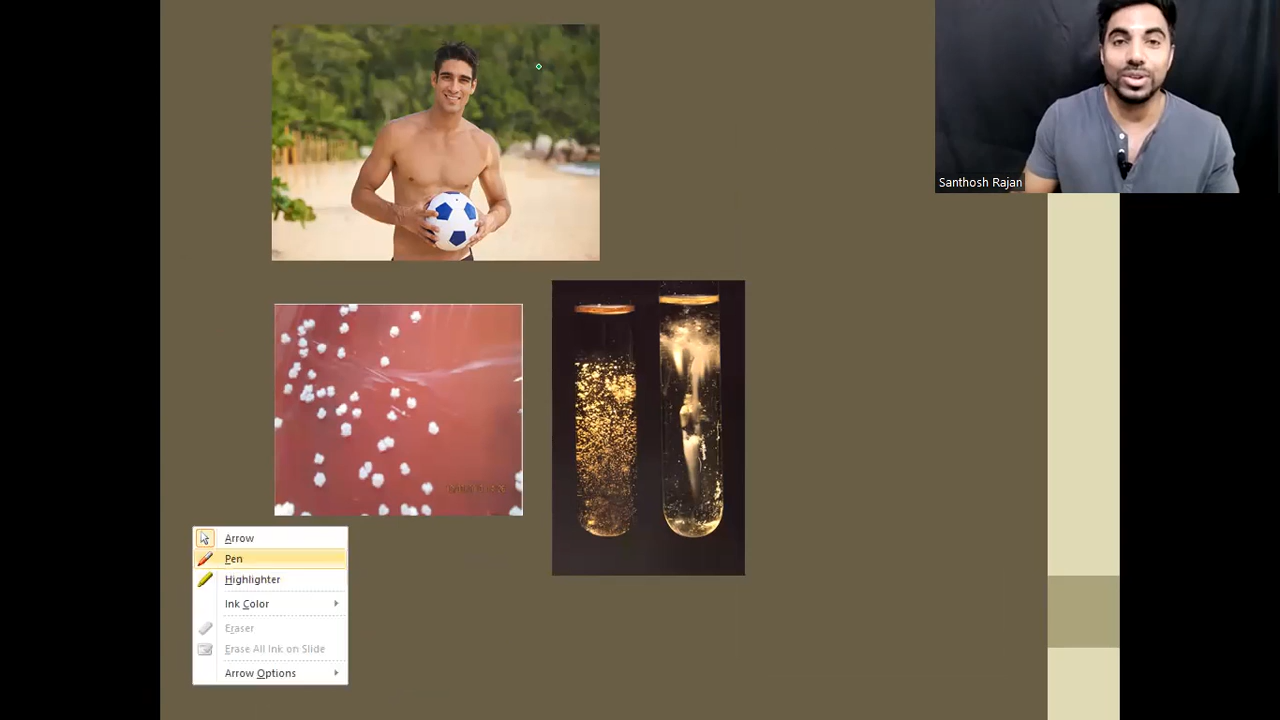 Santhosh Rajan
Arrow
Pen
Highlighter
Ink Color
Eraser
Erase All Ink on Slide
Arrow Options